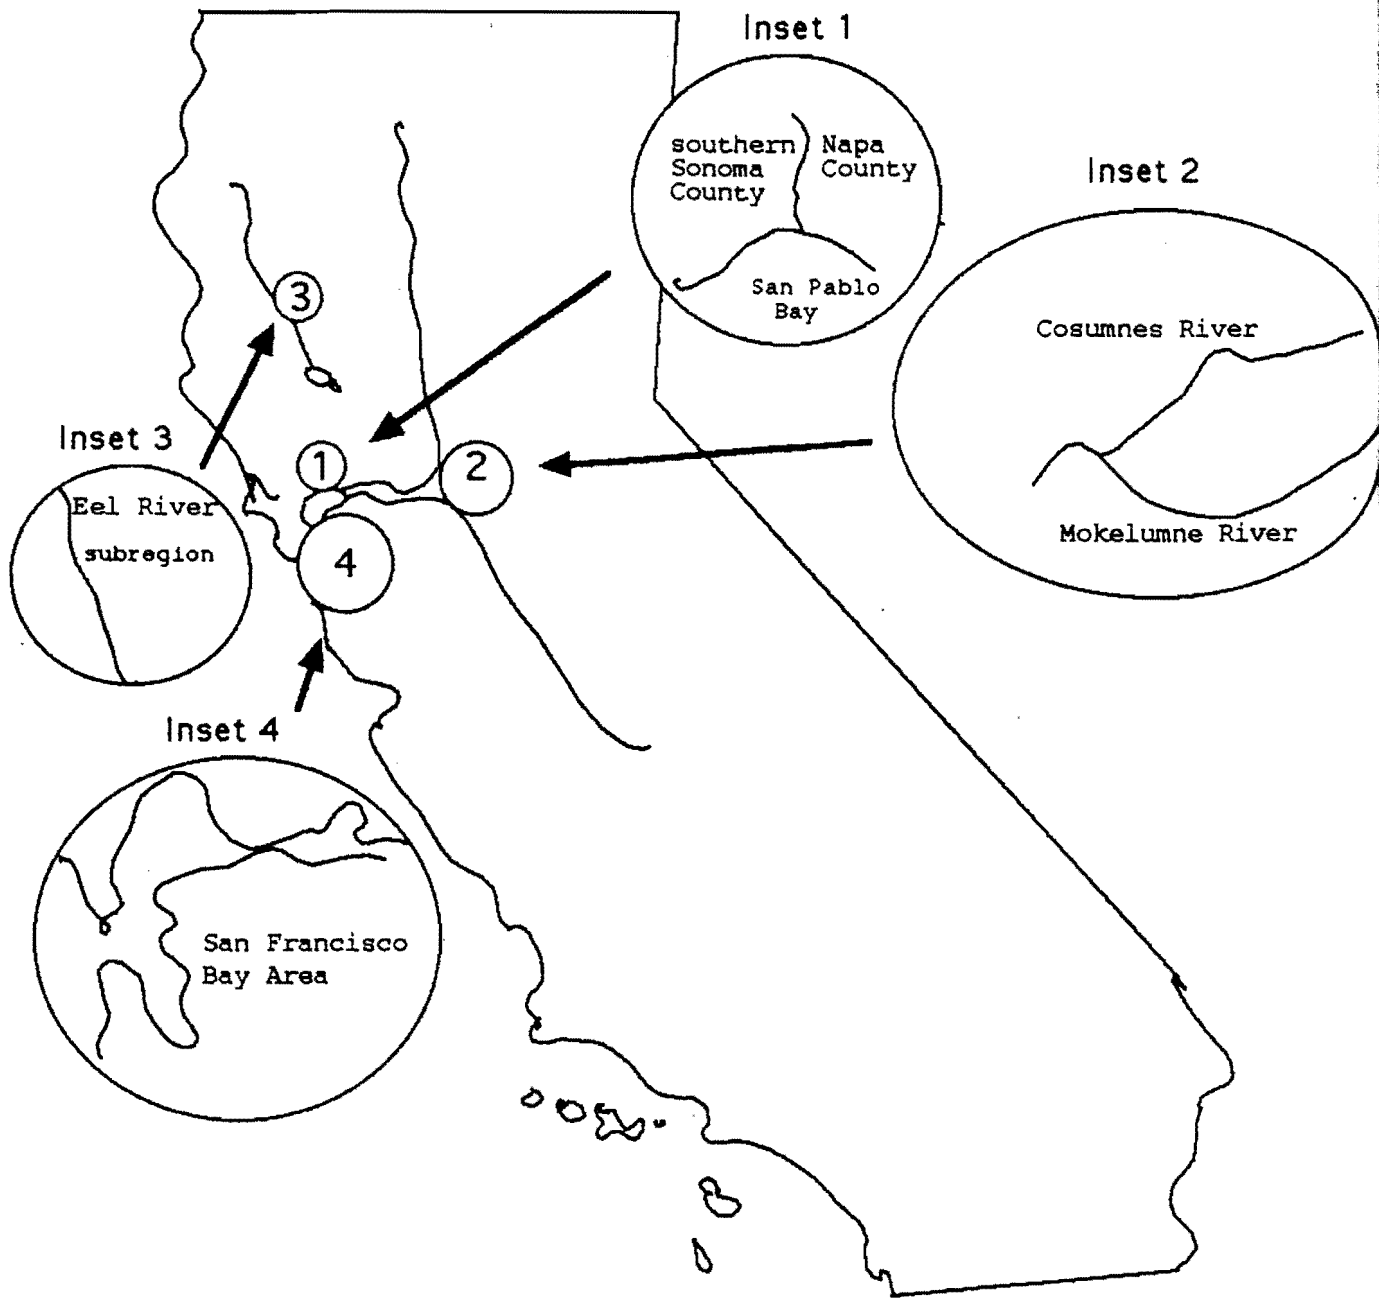 Inset 1
southern
Sonoma
County
Napa
County
San Pablo
Bay
Inset 2
Cosumnes River
Mokelumne River
3
1
2
4
Inset 3
Eel River
subregion
Inset 4
San Francisco
Bay Area